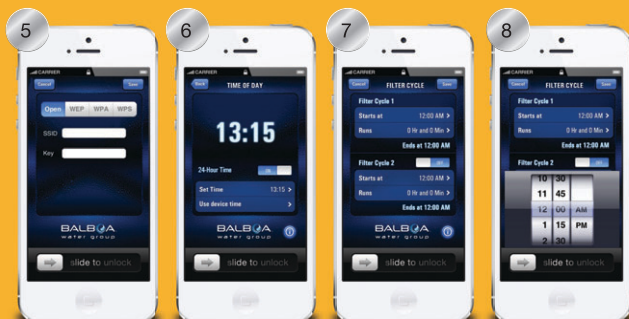 5
CARRIER
Cancel
Save
Open WEP WPA WPS
SSID
Key
BALBOA
water group
slide to unlock
6
CARRIER
Back
TIME OF DAY
13:15
24-Hour Time ON
Set Time 13:15 >
Use device time >
BALBOA
water group
slide to unlock
7
CARRIER
Cancel FILTER CYCLE Save
Filter Cycle 1
Starts at 12:00 AM >
Runs 0 Hr and 0 Min >
Ends at 12:00 AM
Filter Cycle 2 OFF
Starts at 12:00 AM >
Runs 0 Hr and 0 Min >
Ends at 12:00 AM
BALBOA
water group
slide to unlock
8
CARRIER
Cancel FILTER CYCLE Save
Filter Cycle 1
Starts at 12:00 AM >
Runs 0 Hr and 0 Min >
Ends at 12:00 AM
Filter Cycle 2 OFF
10 30
11 45
12 00 AM
1 15 PM
2 30
slide to unlock